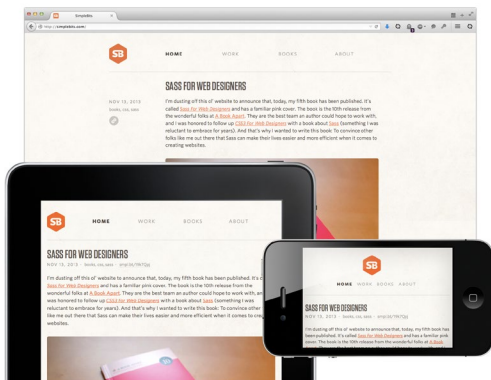 SimpleBits
http://simplebits.com/
SB
HOME WORK BOOKS ABOUT
SASS FOR WEB DESIGNERS
NOV 13, 2013
books, css, sass
I'm dusting off this ol' website to announce that, today, my fifth book has been published. It's
called Sass for Web Designers and has a familiar pink cover. The book is the 10th release from
the wonderful folks at A Book Apart. They are the best team an author could hope to work with,
and I was honored to follow up CSS3 for Web Designers with a book about Sass (something I was
reluctant to embrace for years). And that's why I wanted to write this book: To convince other
folks like me out there that Sass can make their lives easier and more efficient when it comes to
creating websites.
SB
HOME WORK BOOKS ABOUT
SASS FOR WEB DESIGNERS
NOV 13, 2013 · books, css, sass
I'm dusting off this ol' website to announce that, today, my fifth book has been published. It's c
Sass for Web Designers and has a familiar pink cover. The book is the 10th release from the
wonderful folks at A Book Apart. They are the best team an author could hope to work with, an
was honored to follow up CSS3 for Web Designers with a book about Sass (something I was
reluctant to embrace for years). And that's why I wanted to write this book: To convince other
like me out there that Sass can make their lives easier and more efficient when it comes to crea
websites.
SB
HOME WORK BOOKS ABOUT
SASS FOR WEB DESIGNERS
NOV 13, 2013 · books, css, sass
I'm dusting off this ol' website to announce that, today, my fifth book has
been published. It's called Sass for Web Designers and has a familiar pink
cover. The book is the 10th release from the wonderful folks at A Book